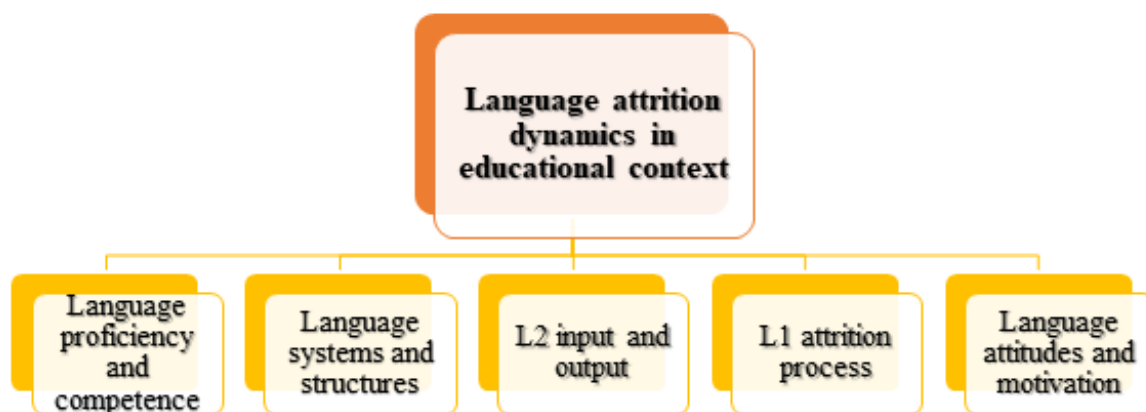 Language attrition
dynamics in
educational context
Language
proficiency
and
competence
Language
systems and
structures
L2 input and
output
L1 attrition
process
Language
attitudes and
motivation